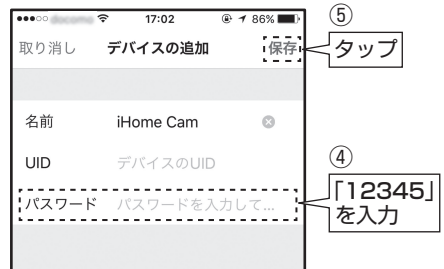 17:02
86%
⑤
取り消し
デバイスの追加
保存
タップ
名前
iHome Cam
UID
デバイスのUID
④
パスワード
パスワードを入力して...
「12345」
を入力